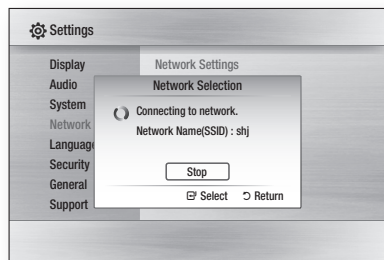 Settings
Display
Audio
System
Network
Language
Security
General
Support
Network Settings
Network Selection
Connecting to network.
Network Name(SSID) : shj
Stop
Select
Return